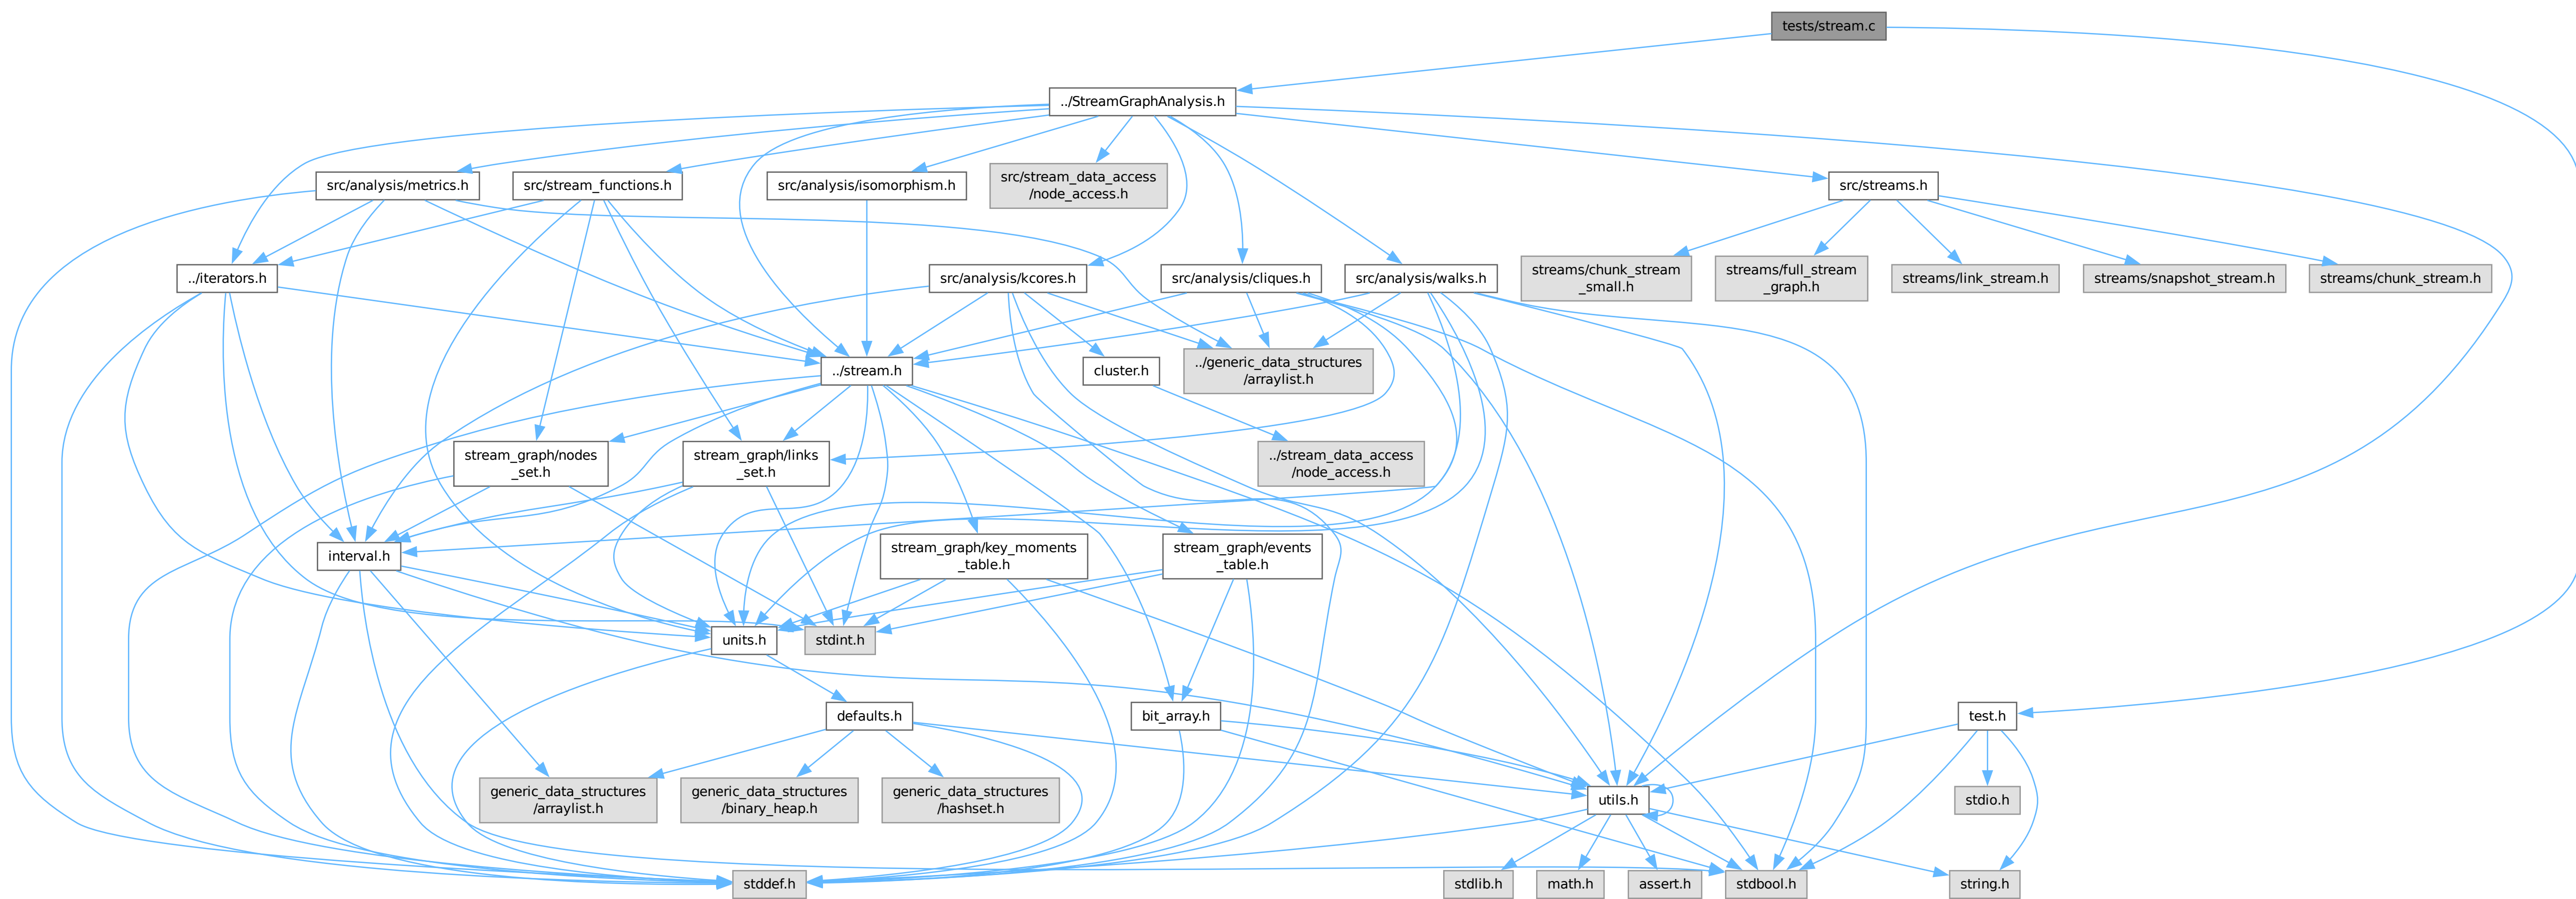 tests/stream.c
../StreamGraphAnalysis.h
src/analysis/metrics.h
src/stream_functions.h
src/analysis/isomorphism.h
src/stream_data_access
/node_access.h
src/streams.h
../iterators.h
src/analysis/kcores.h
src/analysis/cliques.h
src/analysis/walks.h
streams/chunk_stream
_small.h
streams/full_stream
_graph.h
streams/link_stream.h
streams/snapshot_stream.h
streams/chunk_stream.h
../stream.h
cluster.h
../generic_data_structures
/arraylist.h
stream_graph/nodes
_set.h
stream_graph/links
_set.h
../stream_data_access
/node_access.h
interval.h
stream_graph/key_moments
_table.h
stream_graph/events
_table.h
units.h
stdint.h
defaults.h
bit_array.h
test.h
generic_data_structures
/arraylist.h
generic_data_structures
/binary_heap.h
generic_data_structures
/hashset.h
utils.h
stdio.h
stddef.h
stdlib.h
math.h
assert.h
stdbool.h
string.h